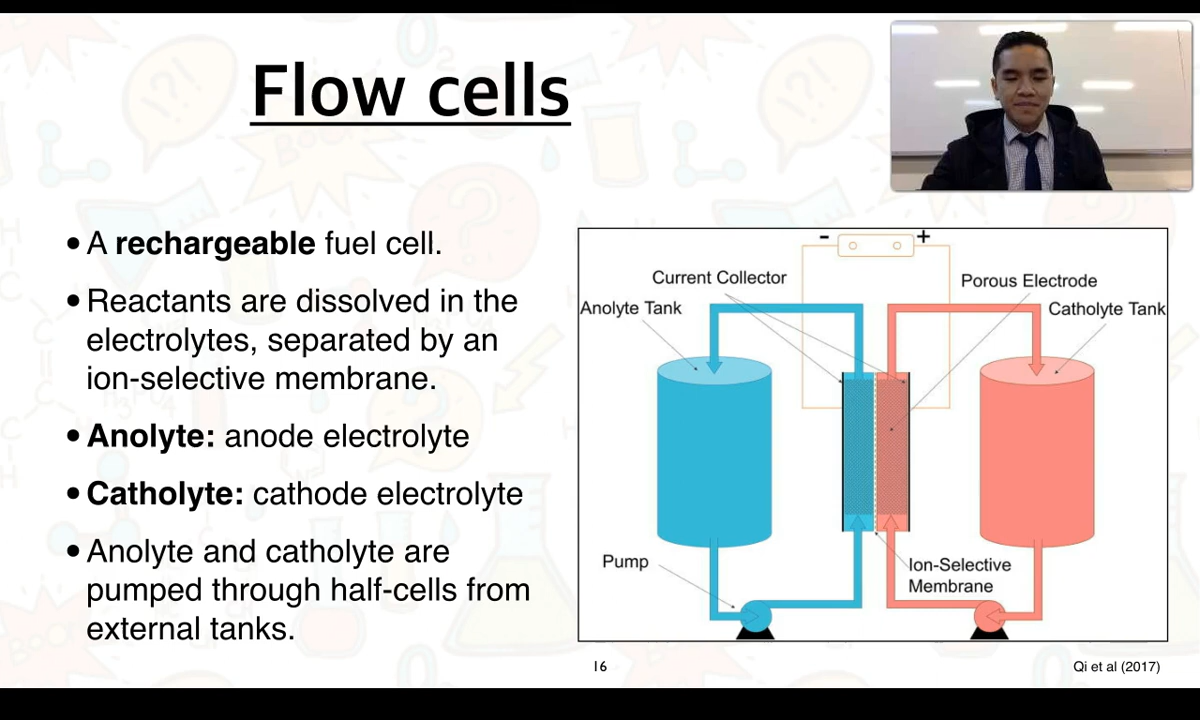 Flow cells
• A rechargeable fuel cell.
• Reactants are dissolved in the
electrolytes, separated by an
ion-selective membrane.
• Anolyte: anode electrolyte
• Catholyte: cathode electrolyte
• Anolyte and catholyte are
pumped through half-cells from
external tanks.
- +
Current Collector
Porous Electrode
Anolyte Tank
Catholyte Tank
Pump
Ion-Selective
Membrane
16
Qi et al (2017)